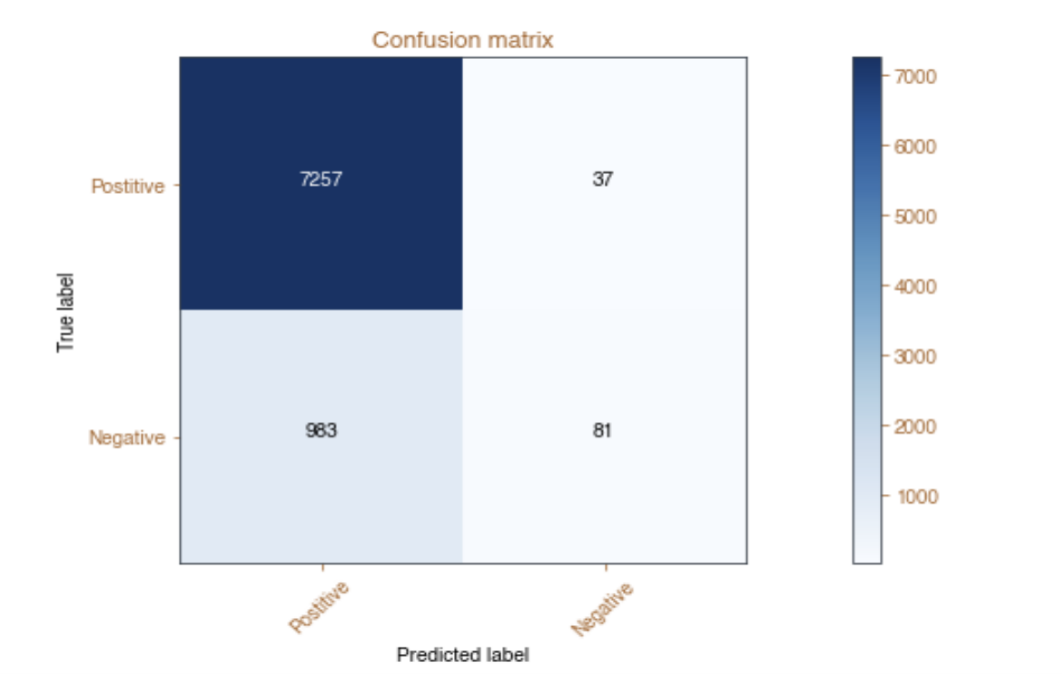 Confusion matrix
7000
6000
5000
4000
3000
2000
1000
True label
Postitive
7257
37
Negative
983
81
Postitive
Negative
Predicted label